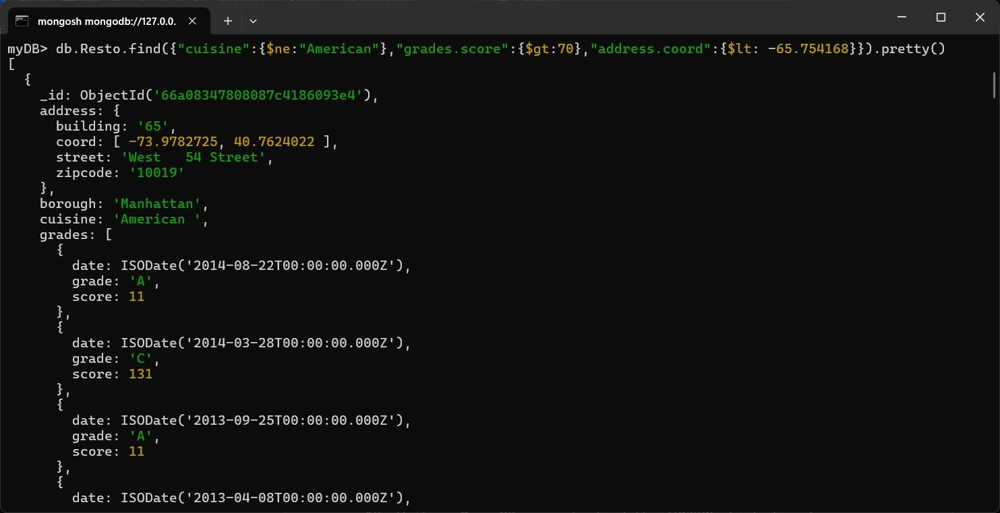 mongosh mongodb://127.0.0.
myDB> db.Resto.find({"cuisine":{$ne:"American"},"grades.score":{$gt:70},"address.coord":{$lt: -65.754168}}).pretty()
[
  {
    _id: ObjectId('66a08347808087c4186093e4'),
    address: {
      building: '65',
      coord: [ -73.9782725, 40.7624022 ],
      street: 'West   54 Street',
      zipcode: '10019'
    },
    borough: 'Manhattan',
    cuisine: 'American ',
    grades: [
      {
        date: ISODate('2014-08-22T00:00:00.000Z'),
        grade: 'A',
        score: 11
      },
      {
        date: ISODate('2014-03-28T00:00:00.000Z'),
        grade: 'C',
        score: 131
      },
      {
        date: ISODate('2013-09-25T00:00:00.000Z'),
        grade: 'A',
        score: 11
      },
      {
        date: ISODate('2013-04-08T00:00:00.000Z'),